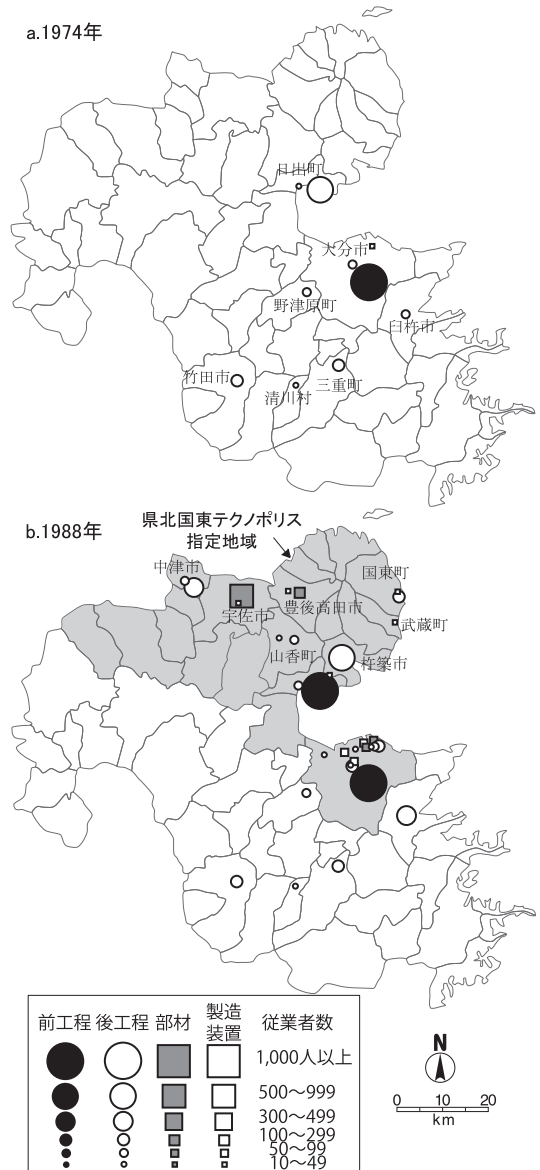 a.1974年
日出町
大分市
野津原町
臼杵市
竹田市
清川村
三重町
b.1988年
県北国東テクノポリス
指定地域
中津市
宇佐市
豊後高田市
国東町
武蔵町
山香町
杵築市
前工程 後工程 部材 製造装置 従業者数
1,000人以上
500～999
300～499
100～299
50～99
10～49
N
0 10 20
km